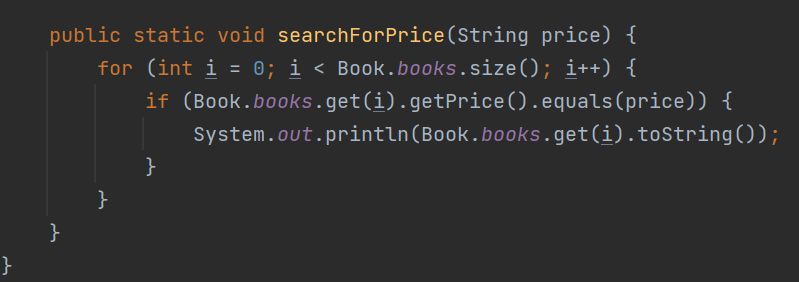 public static void searchForPrice(String price) {
for (int i = 0; i < Book.books.size(); i++) {
if (Book.books.get(i).getPrice().equals(price)) {
System.out.println(Book.books.get(i).toString());
}
}
}
}